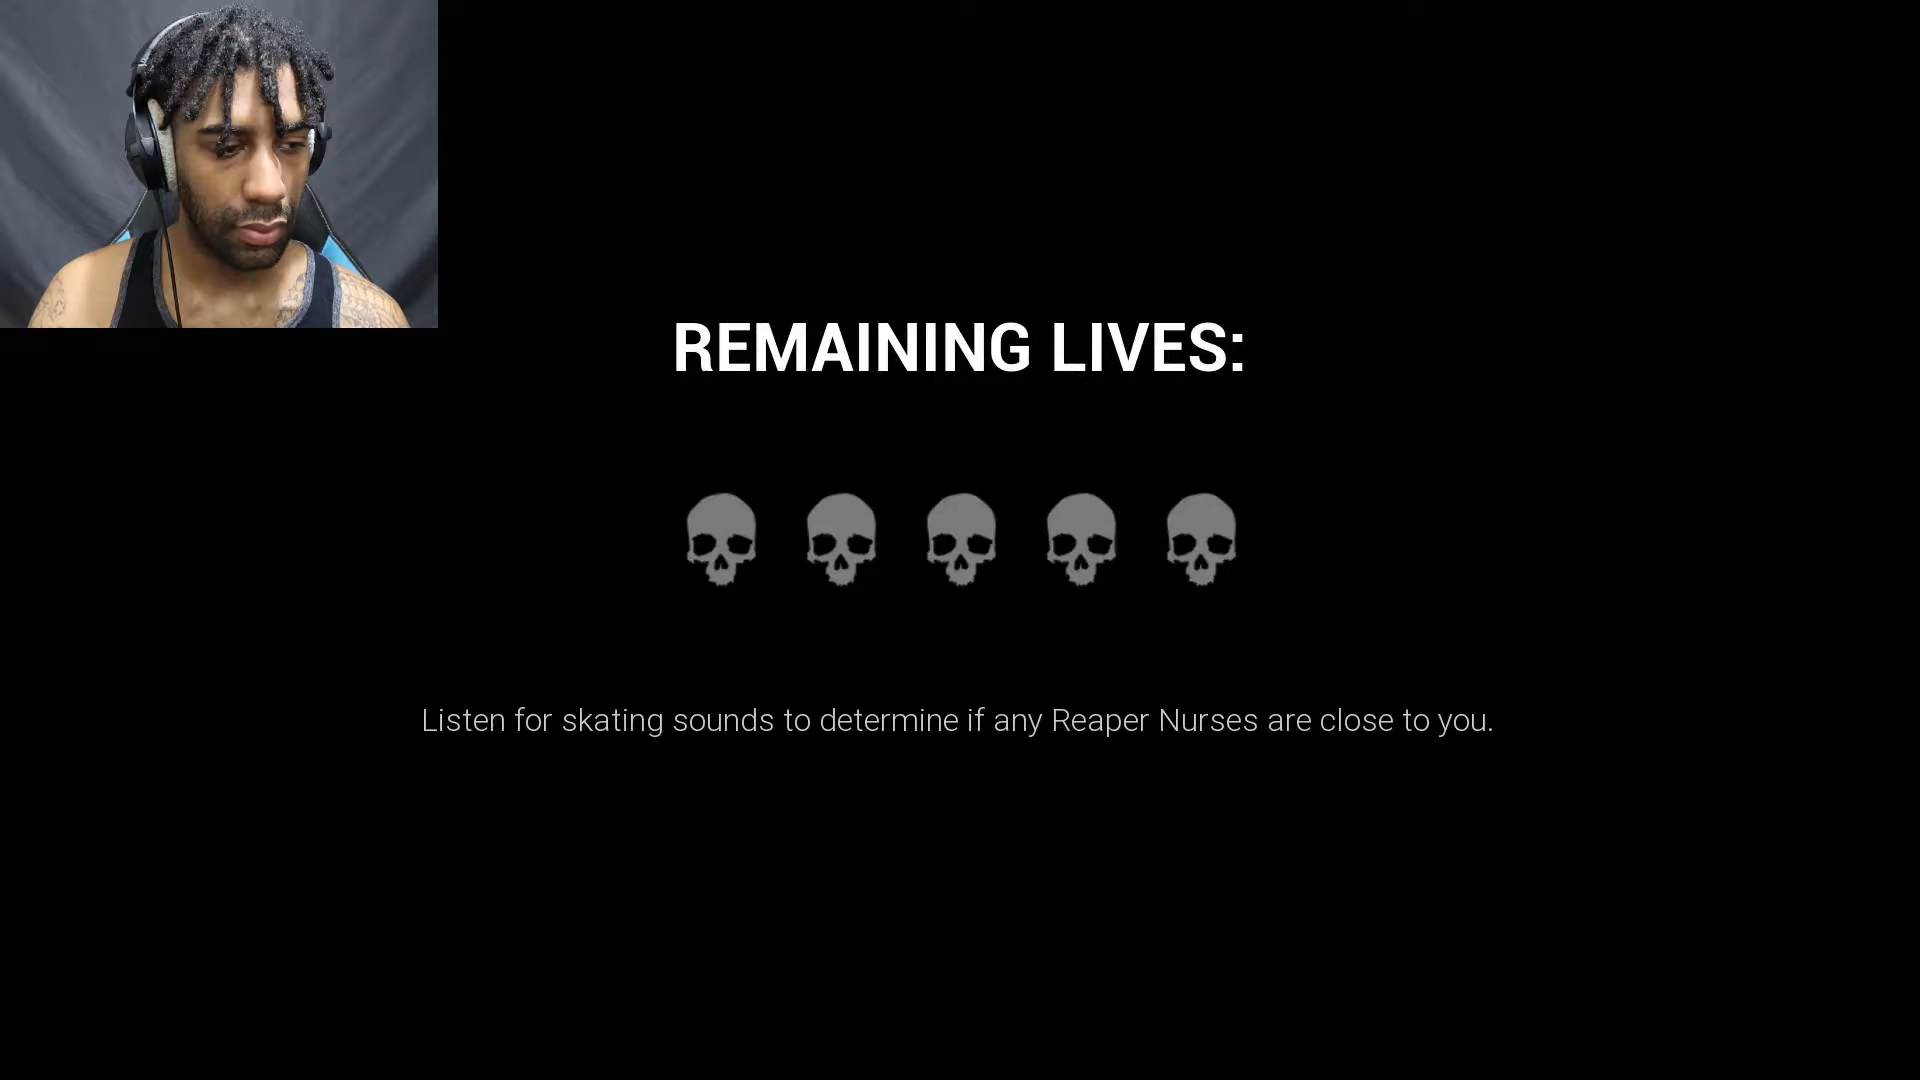 REMAINING LIVES:
Listen for skating sounds to determine if any Reaper Nurses are close to you.